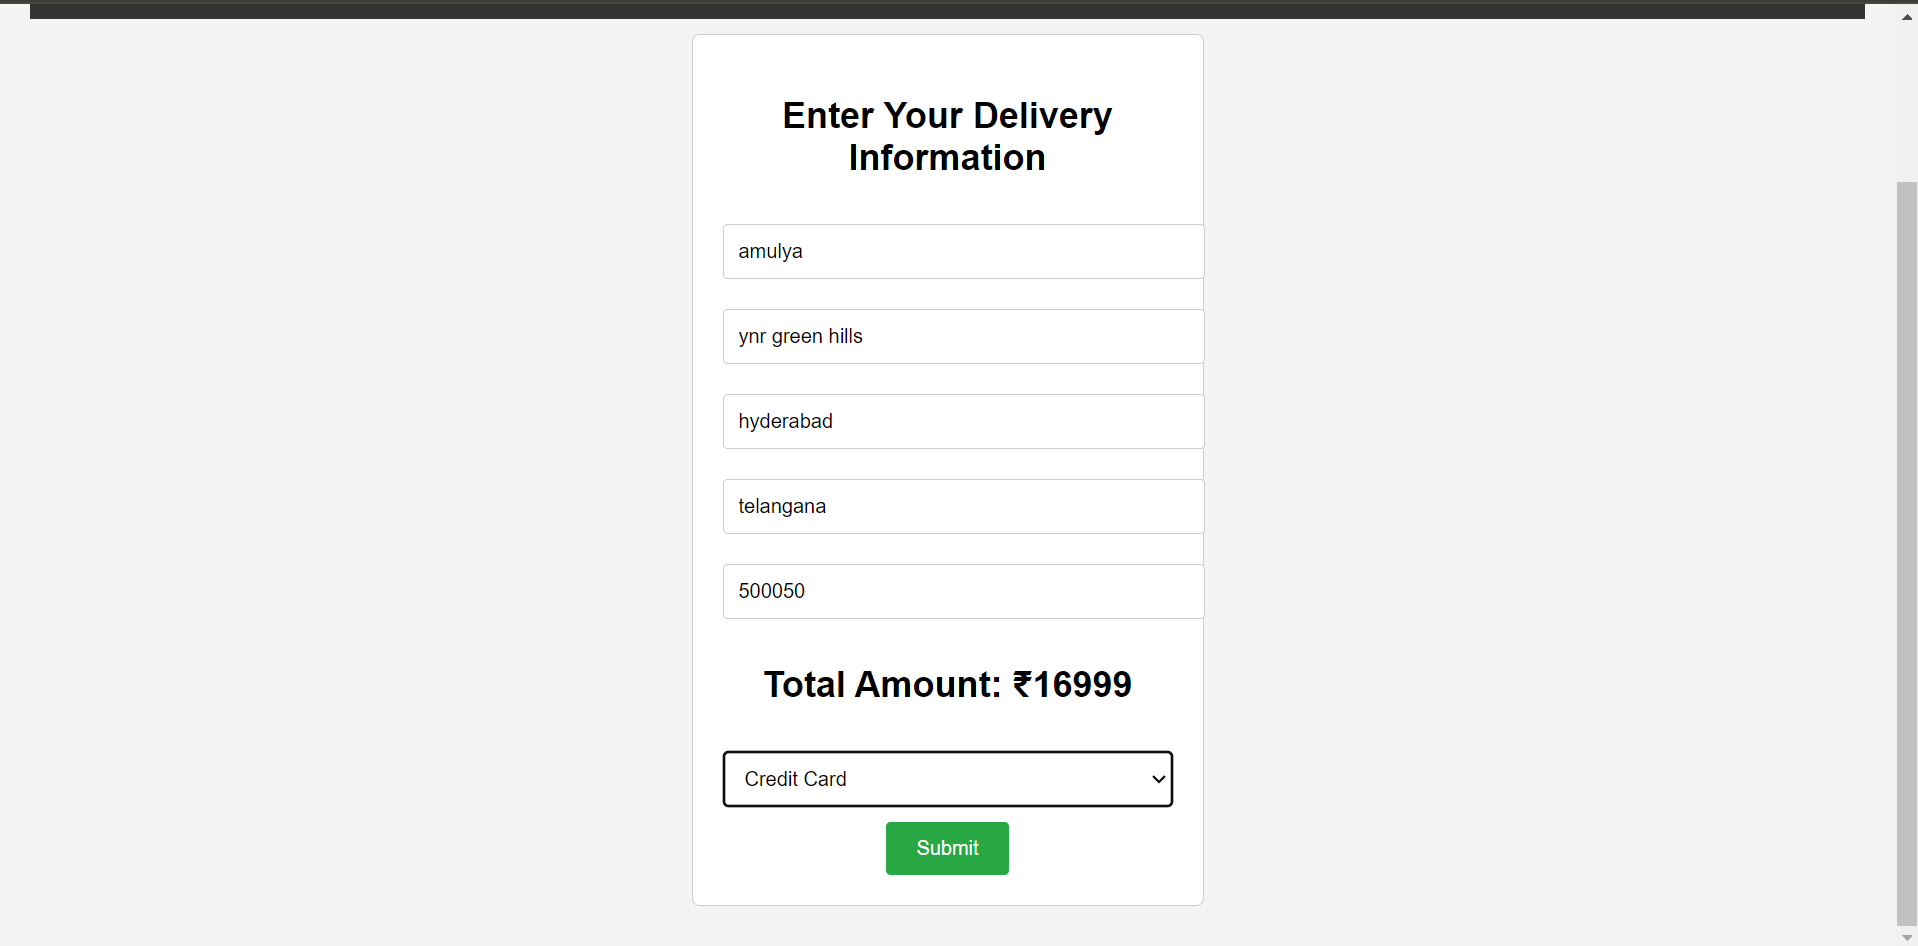 Enter Your Delivery
Information
amulya
ynr green hills
hyderabad
telangana
500050
Total Amount: ₹16999
Credit Card
Submit